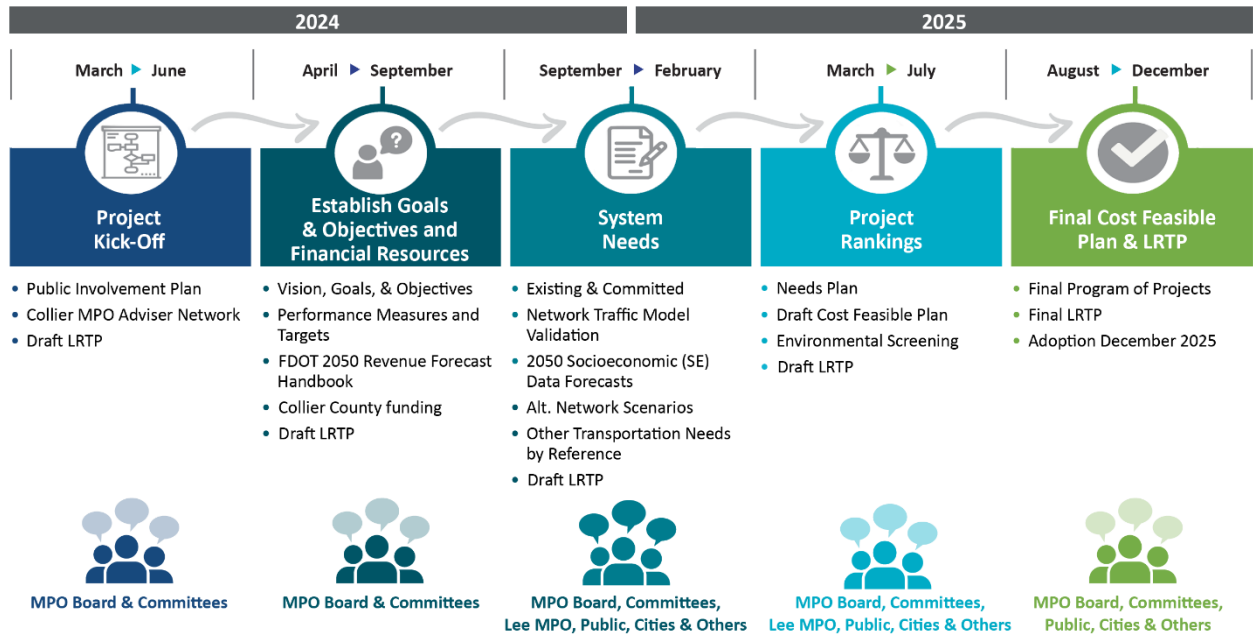 2024
2025
March ▶ June
April ▶ September
September ▶ February
March ▶ July
August ▶ December
?
Project
Kick-Off
Establish Goals
& Objectives and
Financial Resources
System
Needs
Project
Rankings
Final Cost Feasible
Plan & LRTP
• Public Involvement Plan
• Collier MPO Adviser Network
• Draft LRTP
• Vision, Goals, & Objectives
• Performance Measures and
Targets
• FDOT 2050 Revenue Forecast
Handbook
• Collier County funding
• Draft LRTP
• Existing & Committed
• Network Traffic Model
Validation
• 2050 Socioeconomic (SE)
Data Forecasts
• Alt. Network Scenarios
• Other Transportation Needs
by Reference
• Draft LRTP
• Needs Plan
• Draft Cost Feasible Plan
• Environmental Screening
• Draft LRTP
• Final Program of Projects
• Final LRTP
• Adoption December 2025
MPO Board & Committees
MPO Board & Committees
MPO Board, Committees,
Lee MPO, Public, Cities & Others
MPO Board, Committees,
Lee MPO, Public, Cities & Others
MPO Board, Committees,
Public, Cities & Others